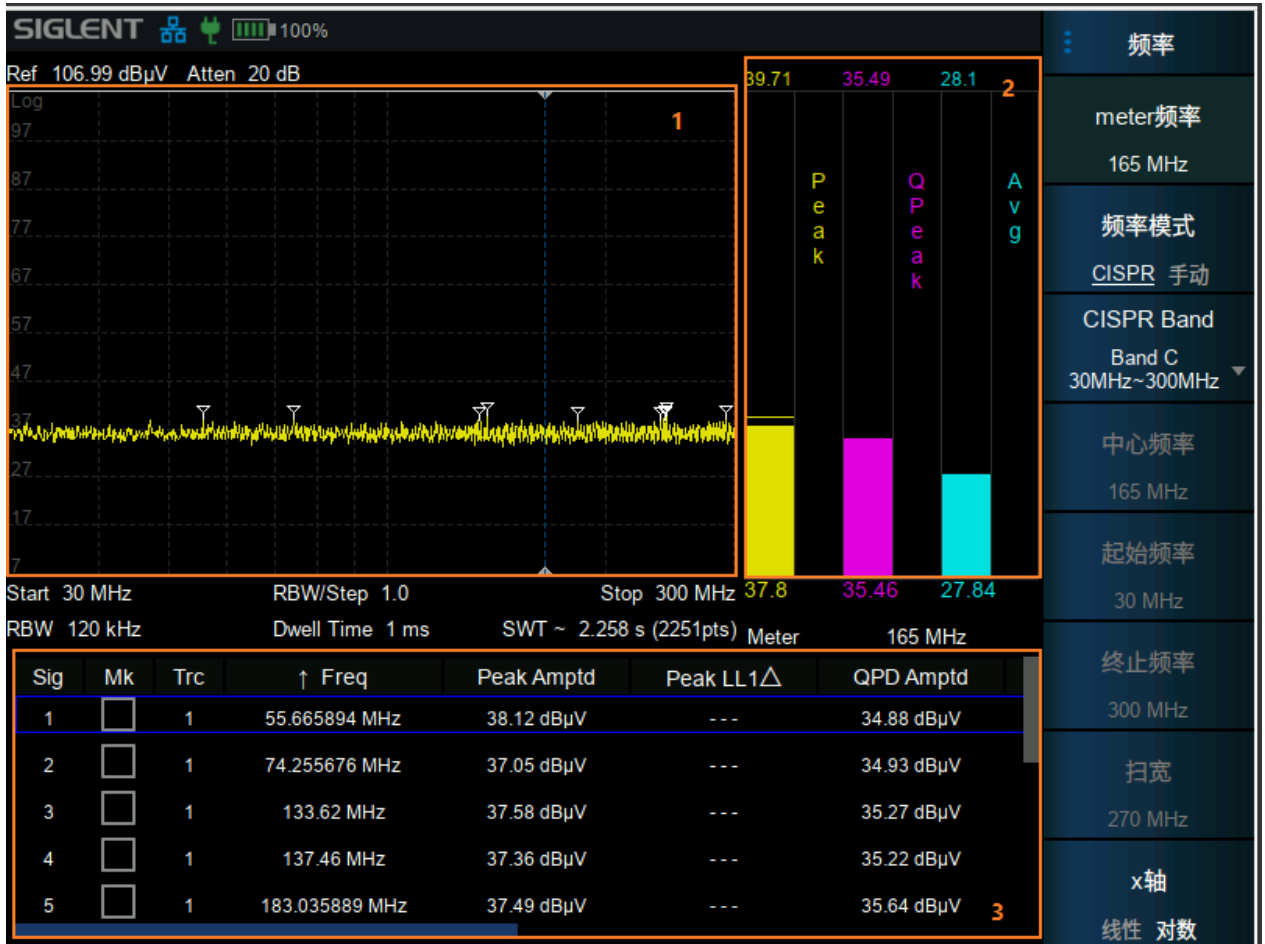 SIGLENT 100%
Ref 106.99 dBµV Atten 20 dB
Log
97
87
77
67
57
47
37
27
17
7
1
Start 30 MHz RBW/Step 1.0 Stop 300 MHz
RBW 120 kHz Dwell Time 1 ms SWT ~ 2.258 s (2251pts)
39.71 35.49 28.1
2
Peak
QPeak
Avg
37.8 35.46 27.84
Meter 165 MHz
Sig Mk Trc ↑ Freq Peak Amptd Peak LL1△ QPD Amptd
1 1 55.665894 MHz 38.12 dBµV --- 34.88 dBµV
2 1 74.255676 MHz 37.05 dBµV --- 34.93 dBµV
3 1 133.62 MHz 37.58 dBµV --- 35.27 dBµV
4 1 137.46 MHz 37.36 dBµV --- 35.22 dBµV
5 1 183.035889 MHz 37.49 dBµV --- 35.64 dBµV
3
频率
meter频率
165 MHz
频率模式
CISPR 手动
CISPR Band
Band C
30MHz~300MHz
中心频率
165 MHz
起始频率
30 MHz
终止频率
300 MHz
扫宽
270 MHz
x轴
线性 对数